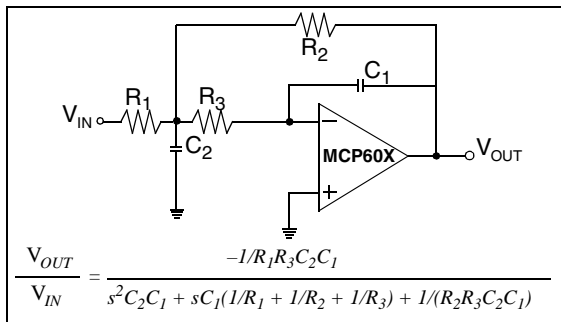 R2
C1
R1
R3
VIN
C2
−
MCP60X
+
VOUT
VOUT/VIN = −1/R1R3C2C1 / s²C2C1 + sC1(1/R1 + 1/R2 + 1/R3) + 1/(R2R3C2C1)